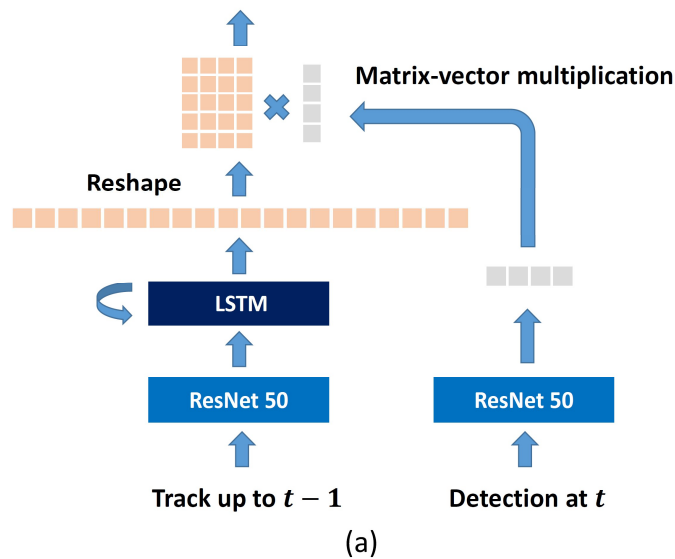 Matrix-vector multiplication
Reshape
LSTM
ResNet 50
ResNet 50
Track up to t − 1
Detection at t
(a)